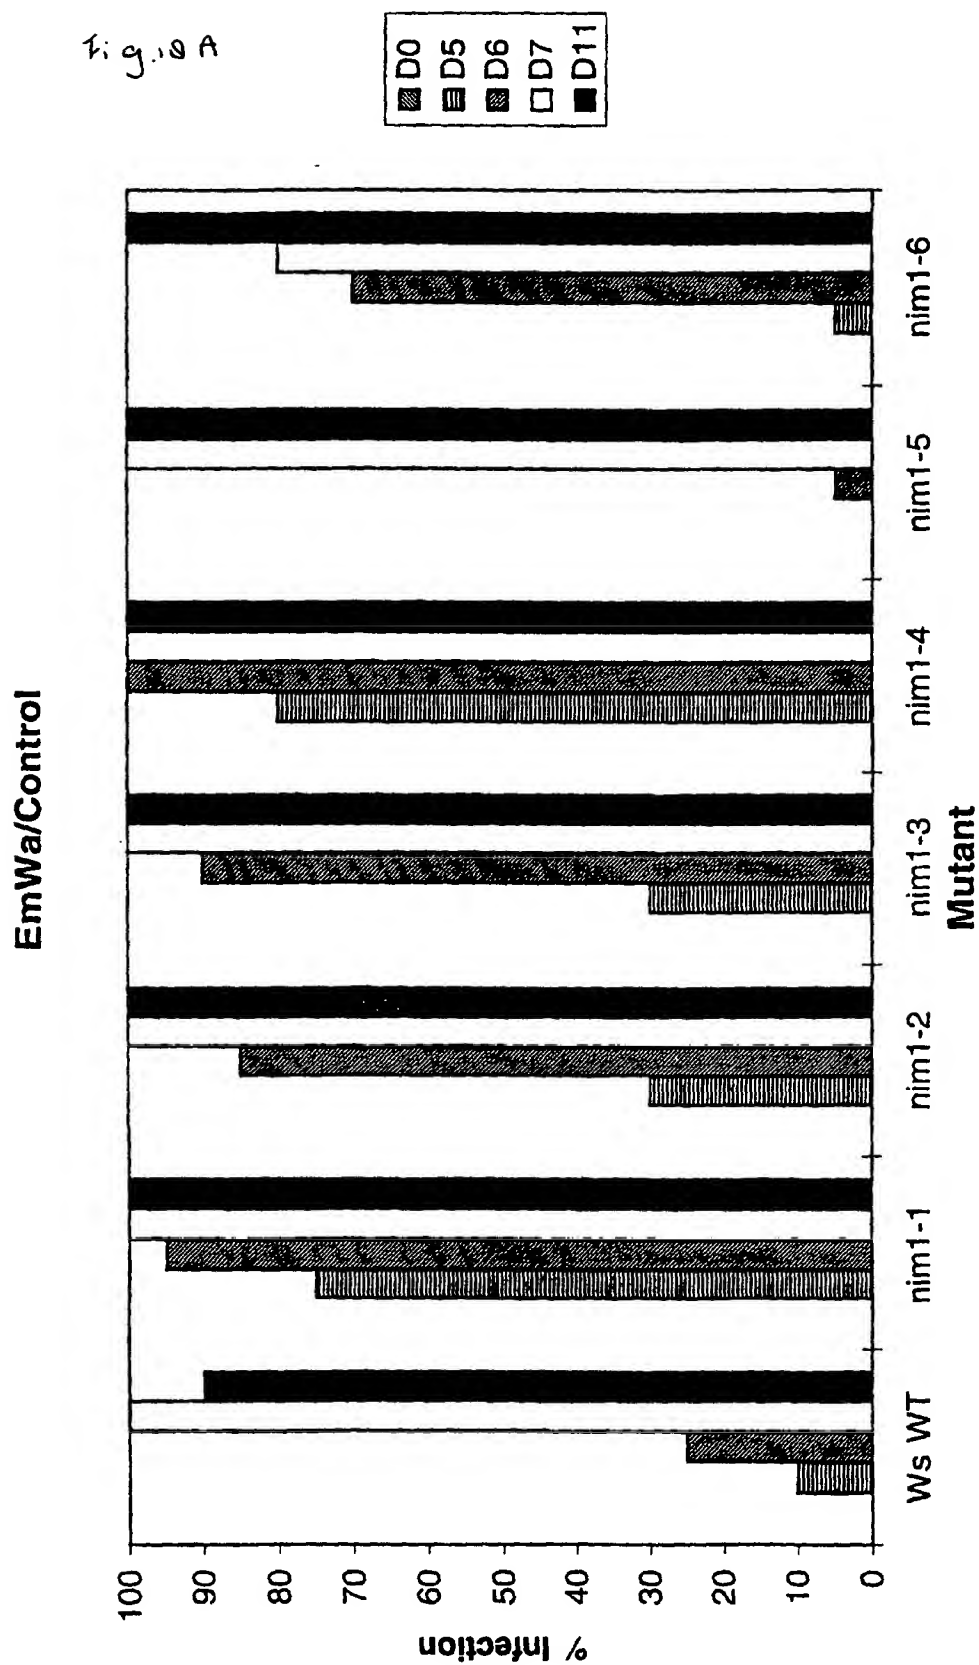 Fig. 18 A
EmWa/Control
D0
D5
D6
D7
D11
% Infection
100
90
80
70
60
50
40
30
20
10
0
Ws WT
nim1-1
nim1-2
nim1-3
nim1-4
nim1-5
nim1-6
Mutant